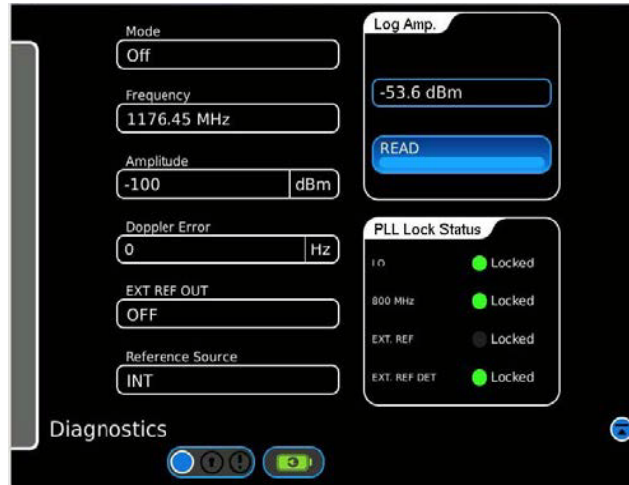 Mode
Off
Frequency
1176.45 MHz
Amplitude
-100 dBm
Doppler Error
0 Hz
EXT REF OUT
OFF
Reference Source
INT
Log Amp.
-53.6 dBm
READ
PLL Lock Status
LO Locked
800 MHz Locked
EXT. REF Locked
EXT. REF DET Locked
Diagnostics